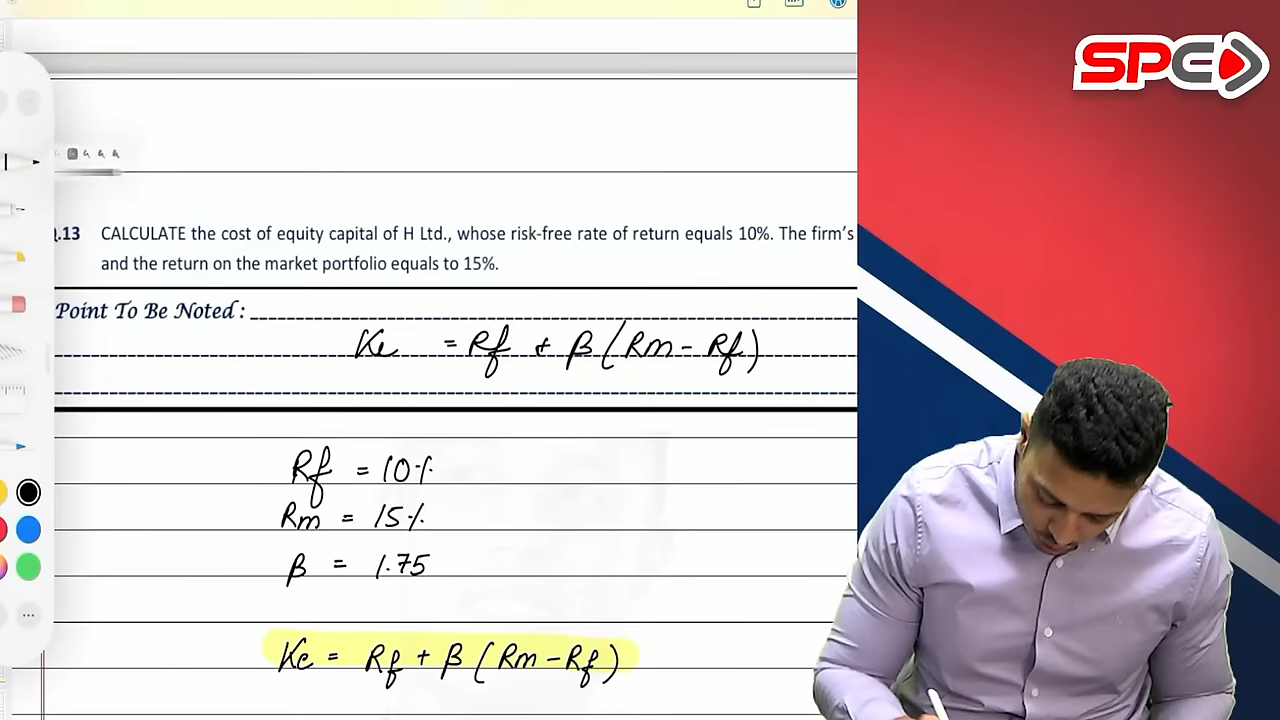 SPC
.13 CALCULATE the cost of equity capital of H Ltd., whose risk-free rate of return equals 10%. The firm's
and the return on the market portfolio equals to 15%.
Point To Be Noted :
Ke = Rf + β (Rm - Rf)
Rf = 10%
Rm = 15%
β = 1.75
Ke = Rf + β (Rm - Rf)